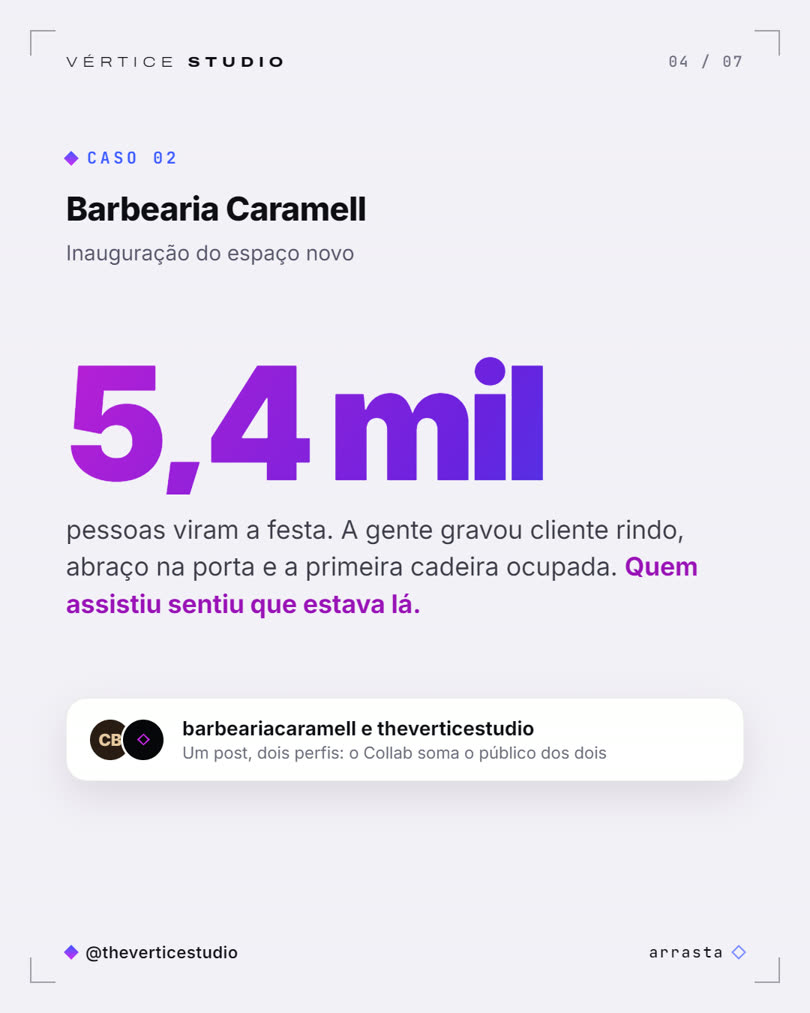 VÉRTICE STUDIO
04 / 07
CASO 02
Barbearia Caramell
Inauguração do espaço novo
5,4 mil
pessoas viram a festa. A gente gravou cliente rindo,
abraço na porta e a primeira cadeira ocupada. Quem
assistiu sentiu que estava lá.
CB
barbeariacaramell e theverticestudio
Um post, dois perfis: o Collab soma o público dos dois
@theverticestudio
arrasta